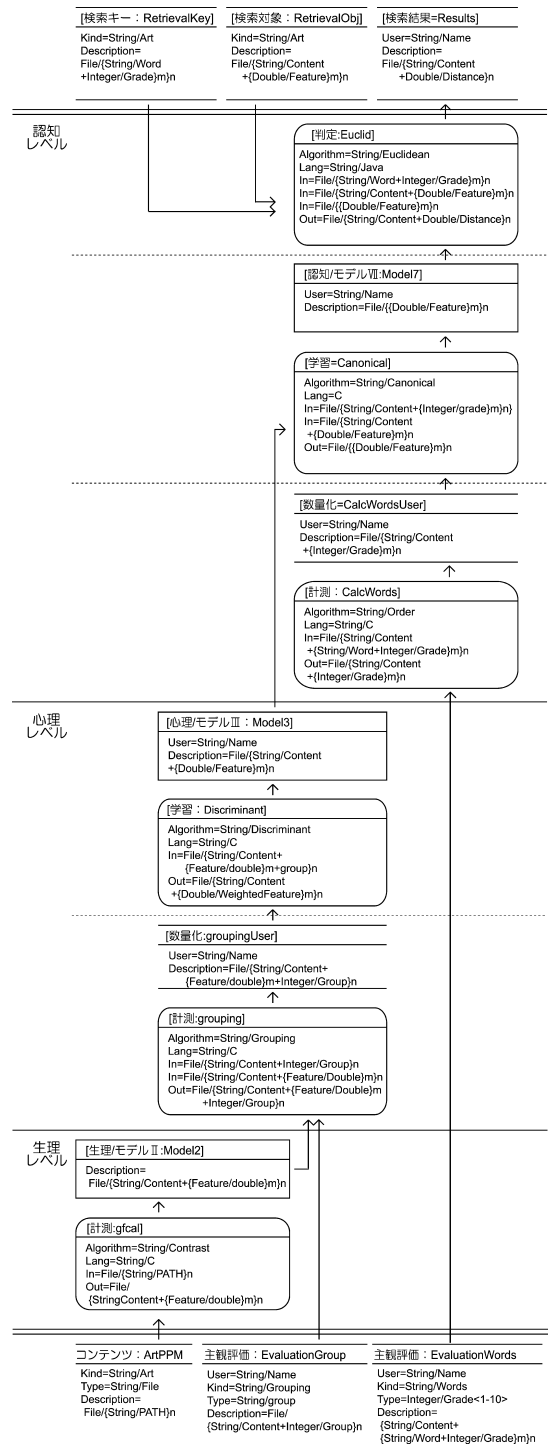 [検索キー：RetrievalKey]
Kind=String/Art
Description=
File/{String/Word
+Integer/Grade}m}n
[検索対象：RetrievalObj]
Kind=String/Art
Description=
File/{String/Content
+{Double/Feature}m}n
[検索結果=Results]
User=String/Name
Description=
File/{String/Content
+Double/Distance}n
認知
レベル
[判定:Euclid]
Algorithm=String/Euclidean
Lang=String/Java
In=File/{String/Word+Integer/Grade}m}n
In=File/{String/Content+{Double/Feature}m}n
In=File/{{Double/Feature}m}n
Out=File/{String/Content+Double/Distance}n
[認知/モデルⅦ:Model7]
User=String/Name
Description=File/{{Double/Feature}m}n
[学習=Canonical]
Algorithm=String/Canonical
Lang=C
In=File/{String/Content+{Integer/grade}m}n}
In=File/{String/Content
+{Double/Feature}m}n
Out=File/{{Double/Feature}m}n
[数量化=CalcWordsUser]
User=String/Name
Description=File/{String/Content
+{Integer/Grade}m}n
[計測：CalcWords]
Algorithm=String/Order
Lang=String/C
In=File/{String/Content
+{String/Word+Integer/Grade}m}n
Out=File/{String/Content
+{Integer/Grade}m}n
心理
レベル
[心理/モデルⅢ：Model3]
User=String/Name
Description=File/{String/Content
+{Double/Feature}m}n
[学習：Discriminant]
Algorithm=String/Discriminant
Lang=String/C
In=File/{String/Content+
{Feature/double}m+group}n
Out=File/{String/Content
+{Double/WeightedFeature}m}n
[数量化:groupingUser]
User=String/Name
Description=File/{String/Content+
{Feature/double}m+Integer/Group}n
[計測:grouping]
Algorithm=String/Grouping
Lang=String/C
In=File/{String/Content+Integer/Group}n
In=File/{String/Content+{Feature/Double}m}n
Out=File/{String/Content+{Feature/Double}m
+Integer/Group}n
生理
レベル
[生理/モデルⅡ:Model2]
Description=
File/{String/Content+{Feature/double}m}n
[計測:gfcal]
Algorithm=String/Contrast
Lang=String/C
In=File/{String/PATH}n
Out=File/
{StringContent+{Feature/double}m}n
コンテンツ：ArtPPM
Kind=String/Art
Type=String/File
Description=
File/{String/PATH}n
主観評価：EvaluationGroup
User=String/Name
Kind=String/Grouping
Type=String/group
Description=File/
{String/Content+Integer/Group}n
主観評価：EvaluationWords
User=String/Name
Kind=String/Words
Type=Integer/Grade<1-10>
Description=
{String/Content+
{String/Word+Integer/Grade}m}n